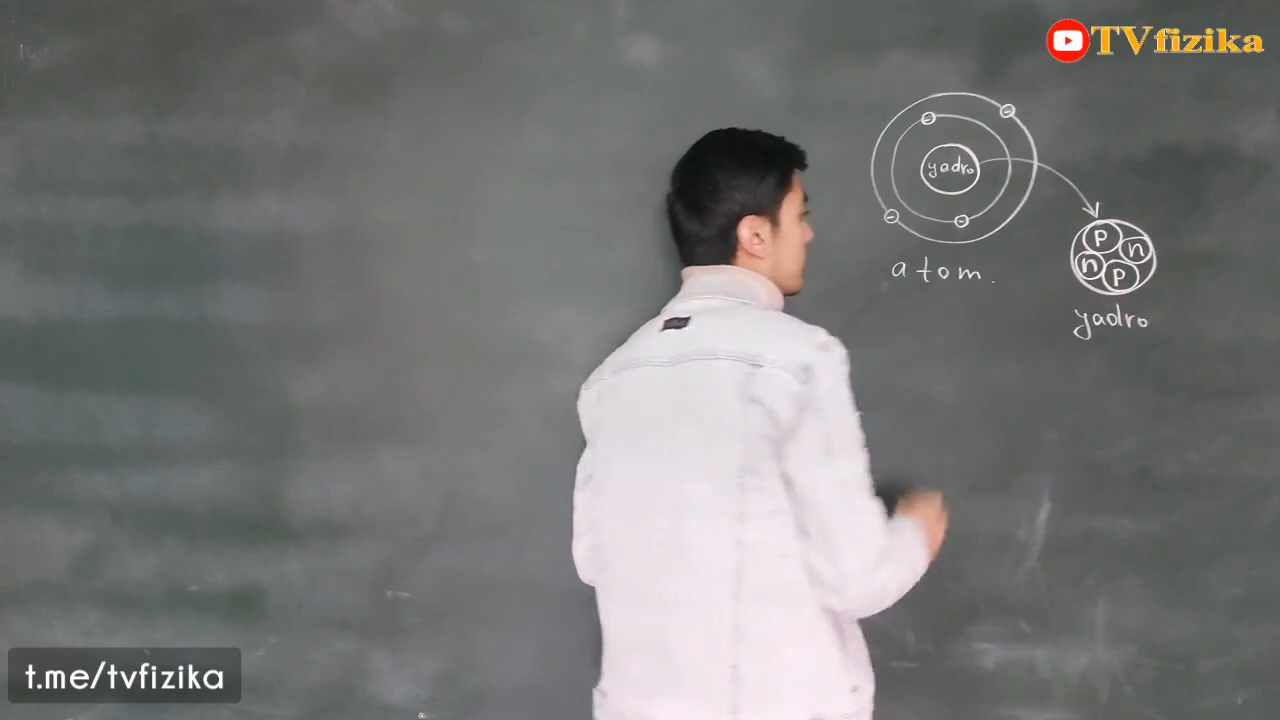 TVfizika
yadro
atom.
p
n
n
p
yadro
t.me/tvfizika